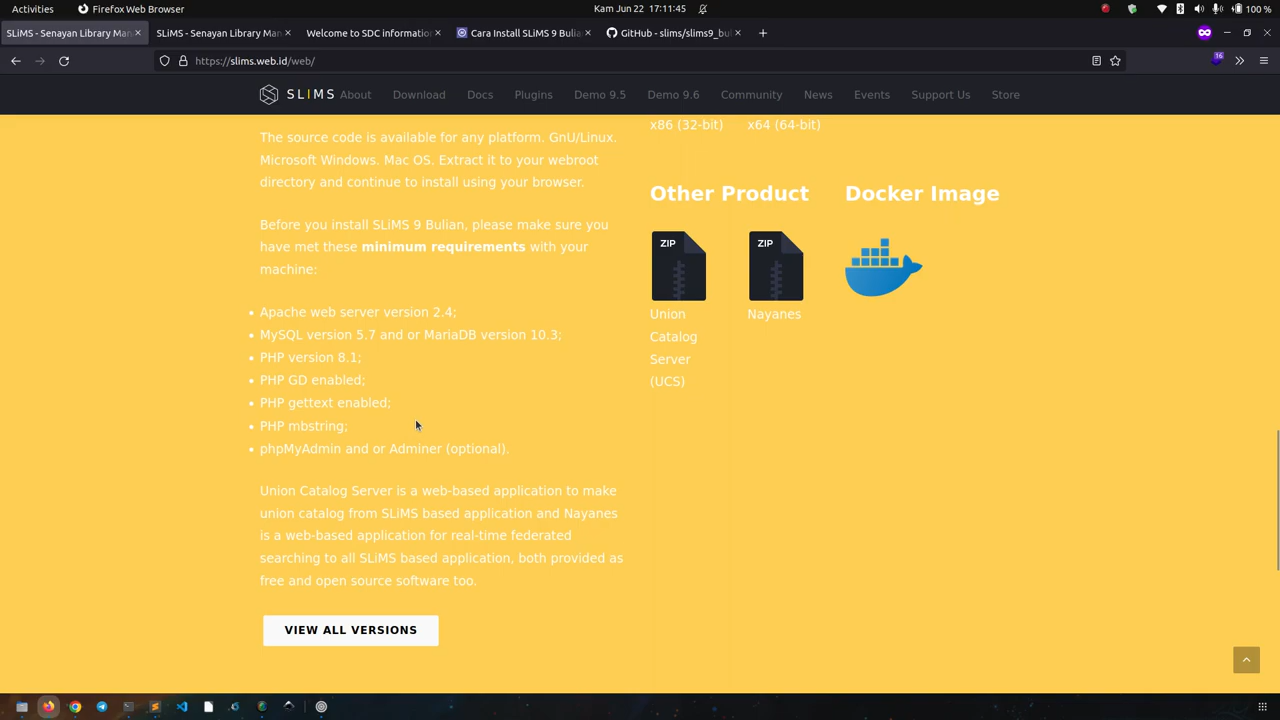 Activities
Firefox Web Browser
Kam Jun 22 17:11:45
100 %
SLiMS - Senayan Library Man
SLiMS - Senayan Library Man
Welcome to SDC information
Cara Install SLiMS 9 Bulia
GitHub - slims/slims9_bul
https://slims.web.id/web/
16
SLIMS
About
Download
Docs
Plugins
Demo 9.5
Demo 9.6
Community
News
Events
Support Us
Store
The source code is available for any platform. GnU/Linux.
Microsoft Windows. Mac OS. Extract it to your webroot
directory and continue to install using your browser.
Before you install SLiMS 9 Bulian, please make sure you
have met these minimum requirements with your
machine:
• Apache web server version 2.4;
• MySQL version 5.7 and or MariaDB version 10.3;
• PHP version 8.1;
• PHP GD enabled;
• PHP gettext enabled;
• PHP mbstring;
• phpMyAdmin and or Adminer (optional).
Union Catalog Server is a web-based application to make
union catalog from SLiMS based application and Nayanes
is a web-based application for real-time federated
searching to all SLiMS based application, both provided as
free and open source software too.
VIEW ALL VERSIONS
x86 (32-bit)
x64 (64-bit)
Other Product
ZIP
Union
Catalog
Server
(UCS)
ZIP
Nayanes
Docker Image